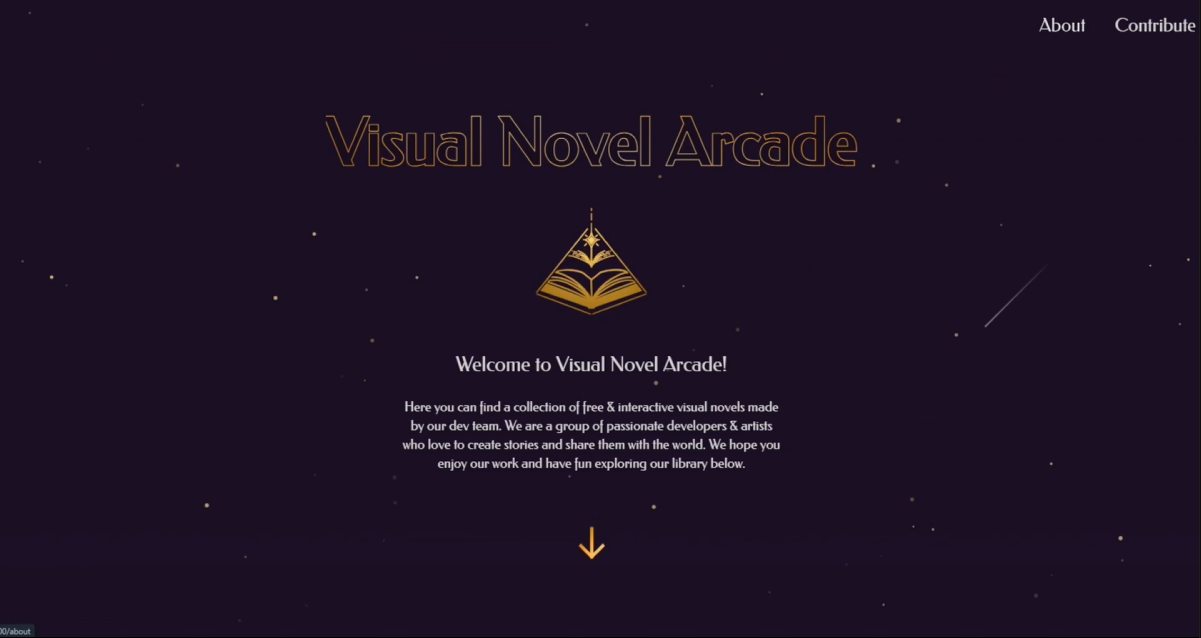 About Contribute
Visual Novel Arcade
Welcome to Visual Novel Arcade!
Here you can find a collection of free & interactive visual novels made
by our dev team. We are a group of passionate developers & artists
who love to create stories and share them with the world. We hope you
enjoy our work and have fun exploring our library below.
00/about